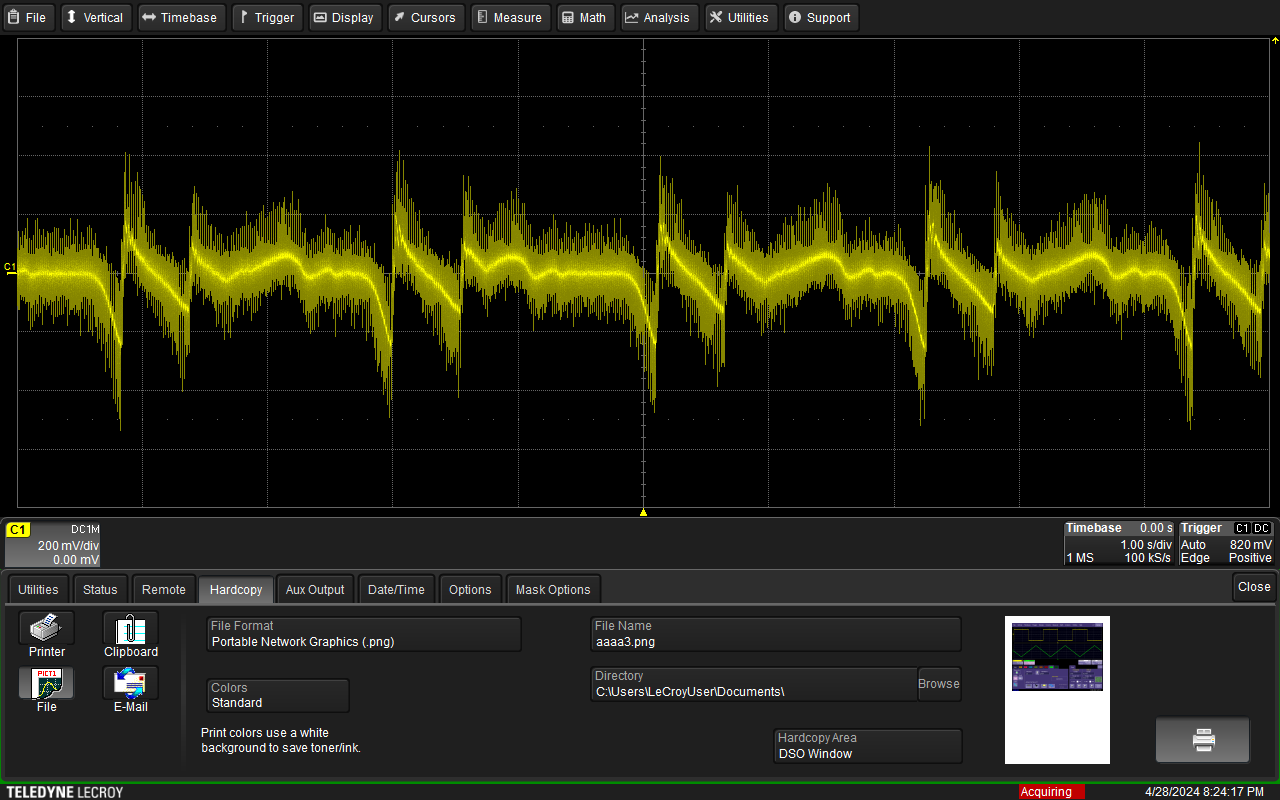 File Vertical Timebase Trigger Display Cursors Measure Math Analysis Utilities Support
C1
C1 DC1M
200 mV/div
0.00 mV
Timebase 0.00 s
1.00 s/div
1 MS 100 kS/s
Trigger C1 DC
Auto 820 mV
Edge Positive
Utilities Status Remote Hardcopy Aux Output Date/Time Options Mask Options Close
Printer
Clipboard
PICT1
File
E-Mail
File Format
Portable Network Graphics (.png)
Colors
Standard
Print colors use a white
background to save toner/ink.
File Name
aaaa3.png
Directory
C:\Users\LeCroyUser\Documents\
Browse
Hardcopy Area
DSO Window
TELEDYNE LECROY
Acquiring
4/28/2024 8:24:17 PM